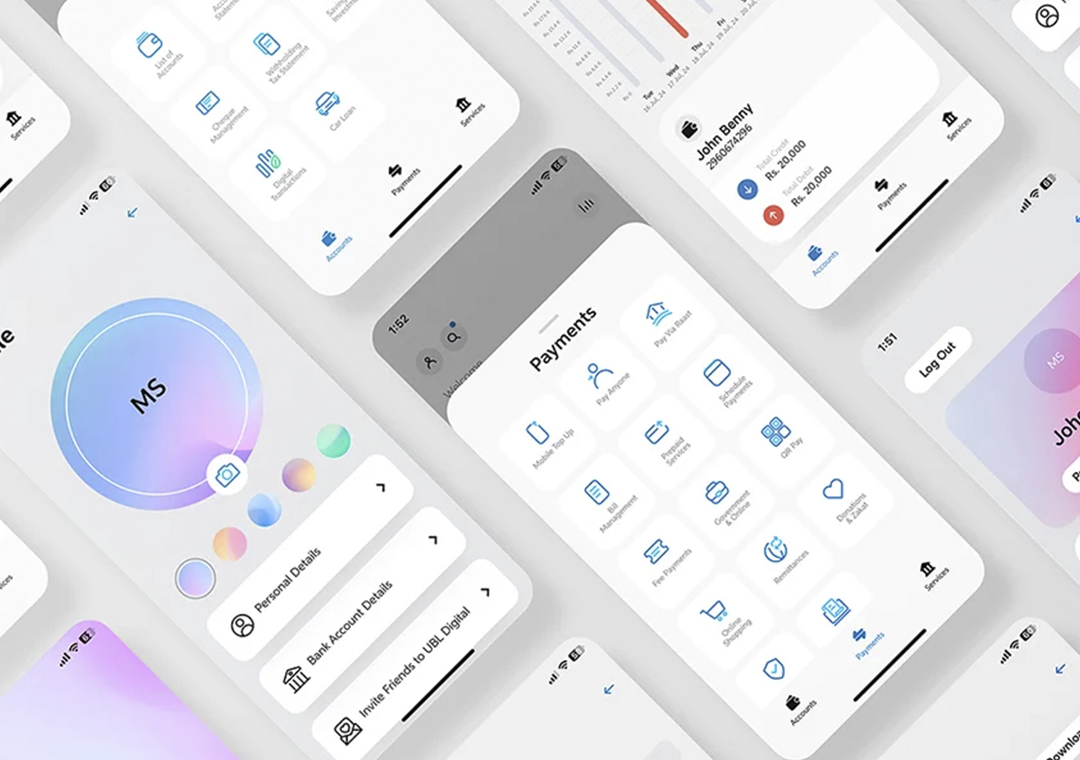 Services
Statement
List of
Accounts
Withholding
Tax Statement
Cheque
Management
Car Loan
Digital
Transactions
Accounts
Payments
Services
Tue
16 Jul, 24
Wed
17 Jul, 24
Thu
18 Jul, 24
Fri
19 Jul, 24
John Benny
2960674296
Total Credit
Rs. 20,000
Total Debit
Rs. 20,000
Accounts
Payments
Services
MS
Personal Details
Bank Account Details
Invite Friends to UBL Digital
1:52
Welcome
Payments
Mobile Top Up
Pay Anyone
Pay Via Raast
Bill
Management
Prepaid
Services
Schedule
Payments
Fee Payments
Government
& Online
QR Pay
Online
Shopping
Remittances
Donations
& Zakat
Accounts
Payments
Services
1:51
Log Out
MS